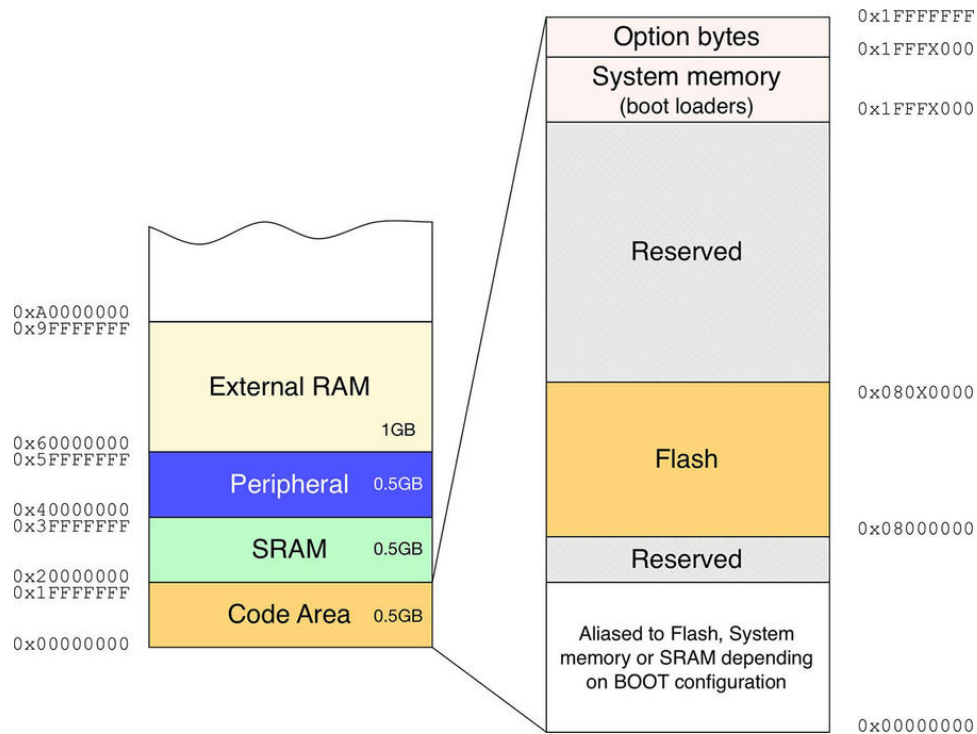 0xA0000000
0x9FFFFFFF
External RAM
1GB
0x60000000
0x5FFFFFFF
Peripheral 0.5GB
0x40000000
0x3FFFFFFF
SRAM 0.5GB
0x20000000
0x1FFFFFFF
Code Area 0.5GB
0x00000000
0x1FFFFFFF
Option bytes
0x1FFFX000
System memory
(boot loaders)
0x1FFFX000
Reserved
0x080X0000
Flash
0x08000000
Reserved
Aliased to Flash, System
memory or SRAM depending
on BOOT configuration
0x00000000